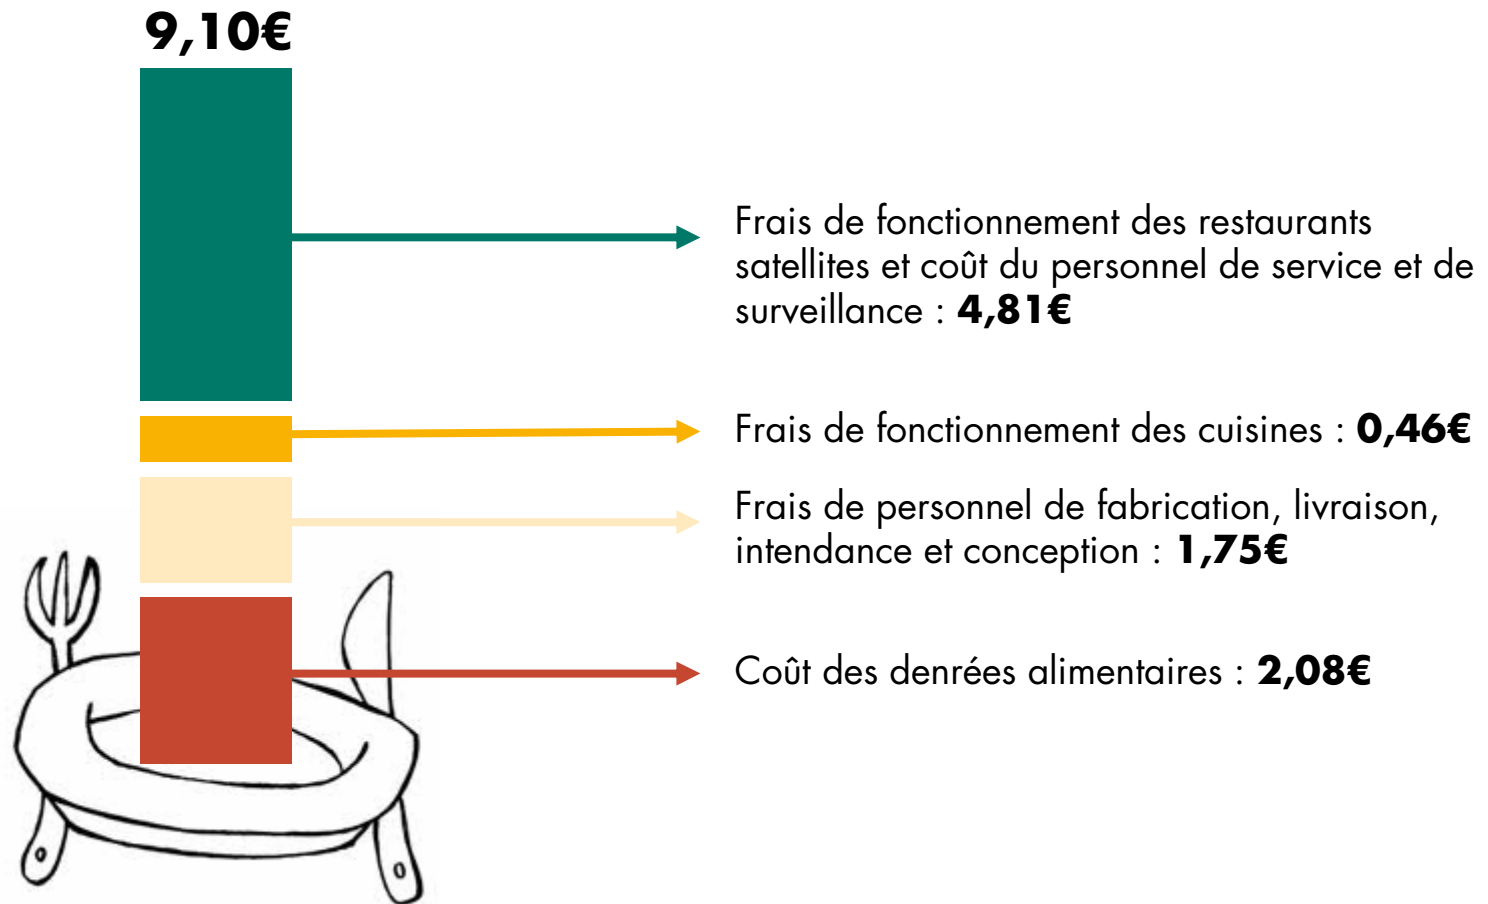 9,10€
Frais de fonctionnement des restaurants
satellites et coût du personnel de service et de
surveillance : 4,81€
Frais de fonctionnement des cuisines : 0,46€
Frais de personnel de fabrication, livraison,
intendance et conception : 1,75€
Coût des denrées alimentaires : 2,08€